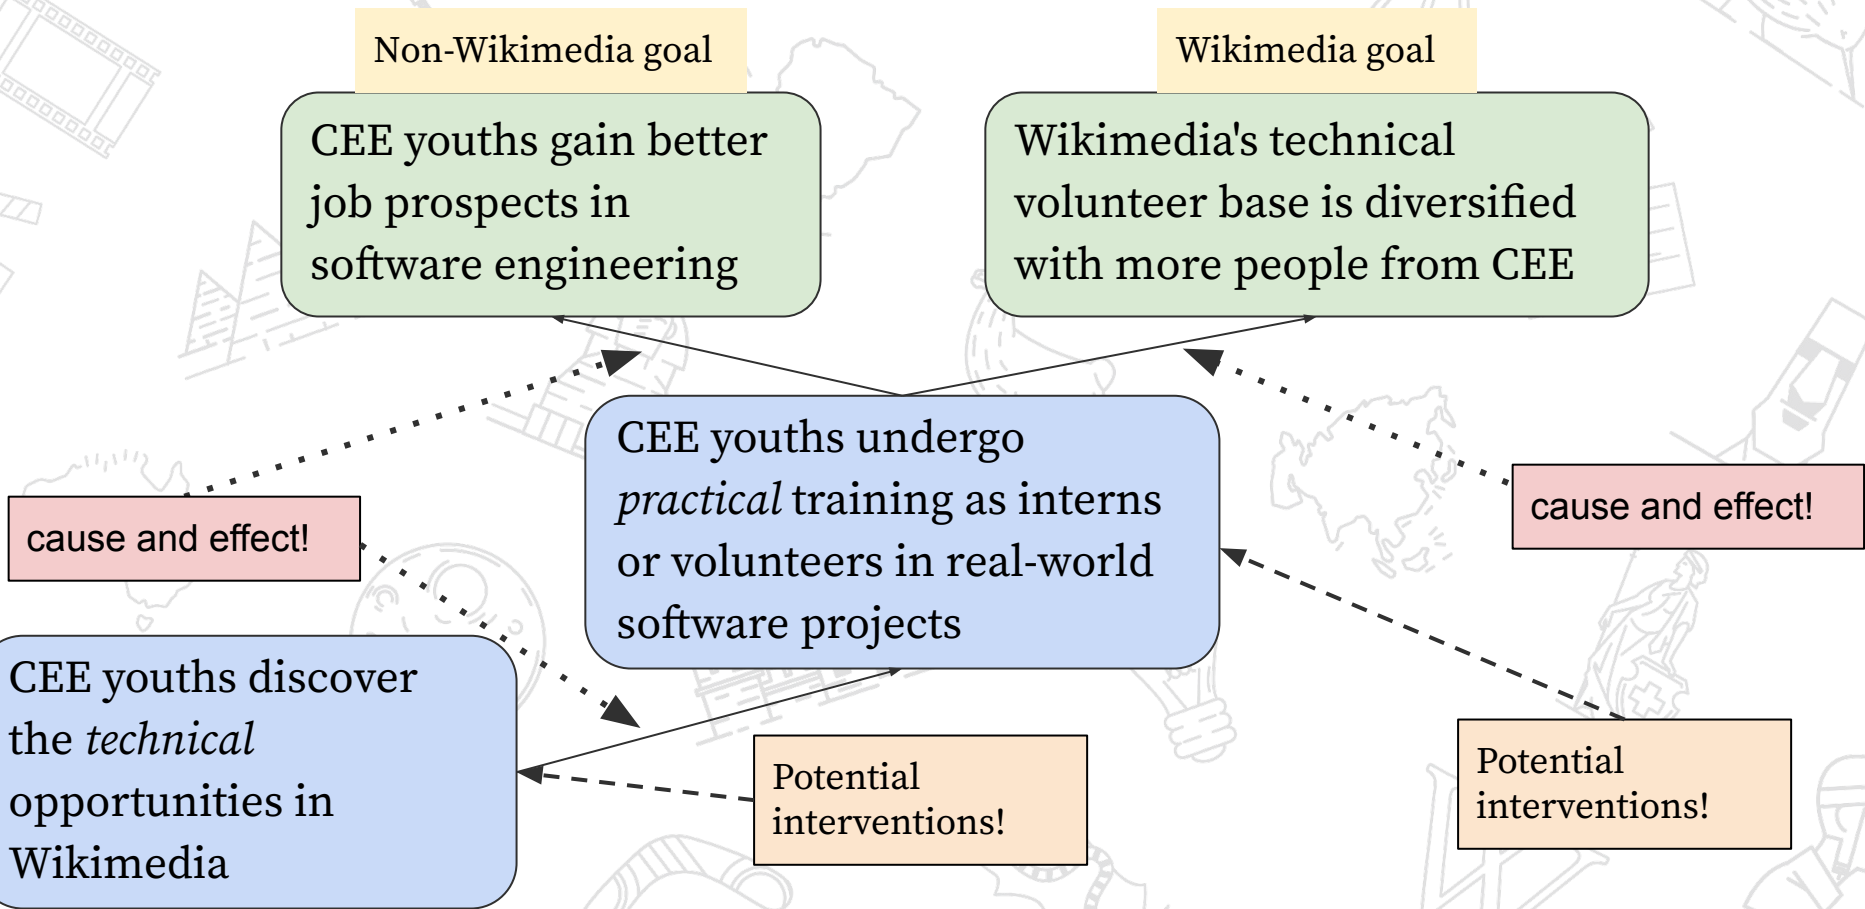 Non-Wikimedia goal
Wikimedia goal
CEE youths gain better
job prospects in
software engineering
Wikimedia's technical
volunteer base is diversified
with more people from CEE
CEE youths undergo
practical training as interns
or volunteers in real-world
software projects
cause and effect!
cause and effect!
CEE youths discover
the technical
opportunities in
Wikimedia
Potential
interventions!
Potential
interventions!